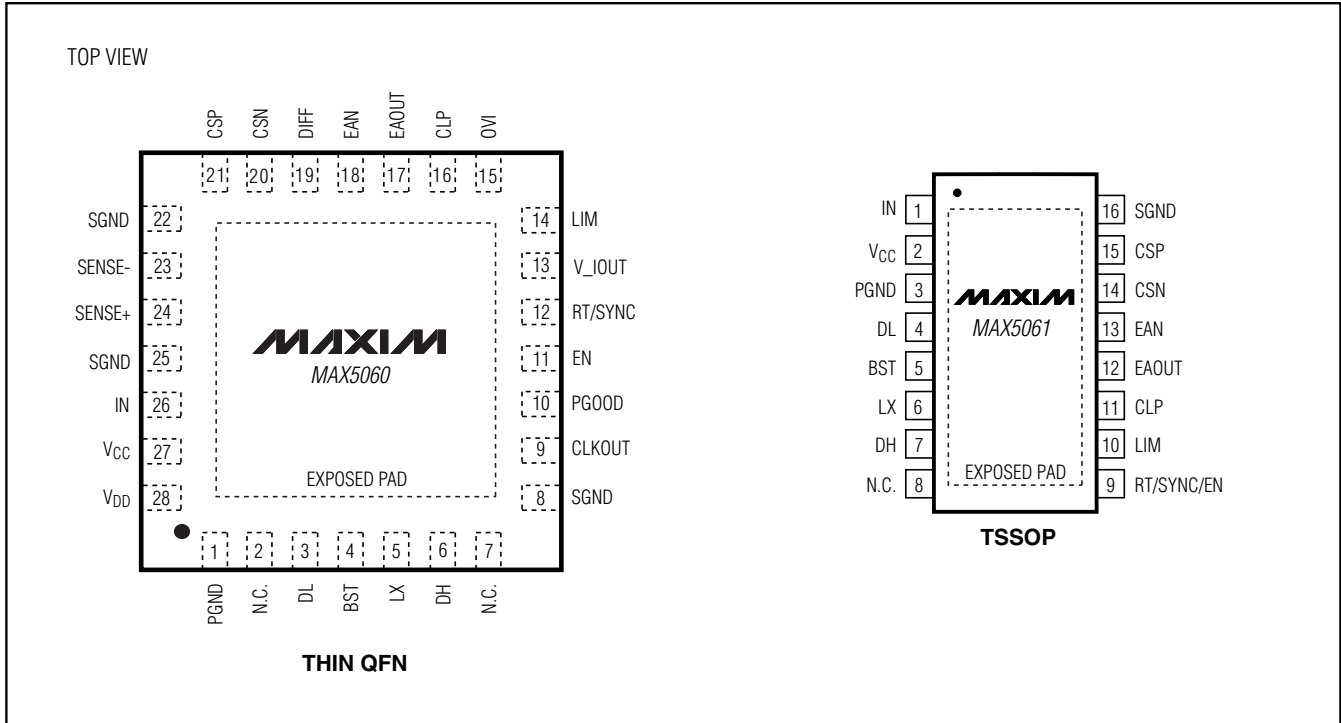 TOP VIEW
CSP
CSN
DIFF
EAN
EAOUT
CLP
OVI
21 20 19 18 17 16 15
SGND 22
SENSE- 23
SENSE+ 24
SGND 25
IN 26
VCC 27
VDD 28
14 LIM
13 V_IOUT
12 RT/SYNC
11 EN
10 PGOOD
9 CLKOUT
8 SGND
MAXIM
MAX5060
EXPOSED PAD
1 2 3 4 5 6 7
PGND
N.C.
DL
BST
LX
DH
N.C.
THIN QFN
IN 1
VCC 2
PGND 3
DL 4
BST 5
LX 6
DH 7
N.C. 8
MAXIM
MAX5061
EXPOSED PAD
16 SGND
15 CSP
14 CSN
13 EAN
12 EAOUT
11 CLP
10 LIM
9 RT/SYNC/EN
TSSOP